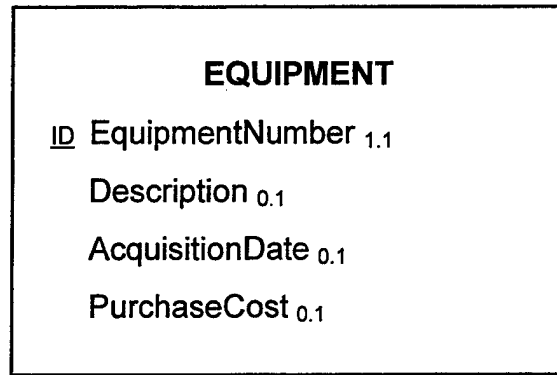 EQUIPMENT
ID EquipmentNumber 1.1
Description 0.1
AcquisitionDate 0.1
PurchaseCost 0.1